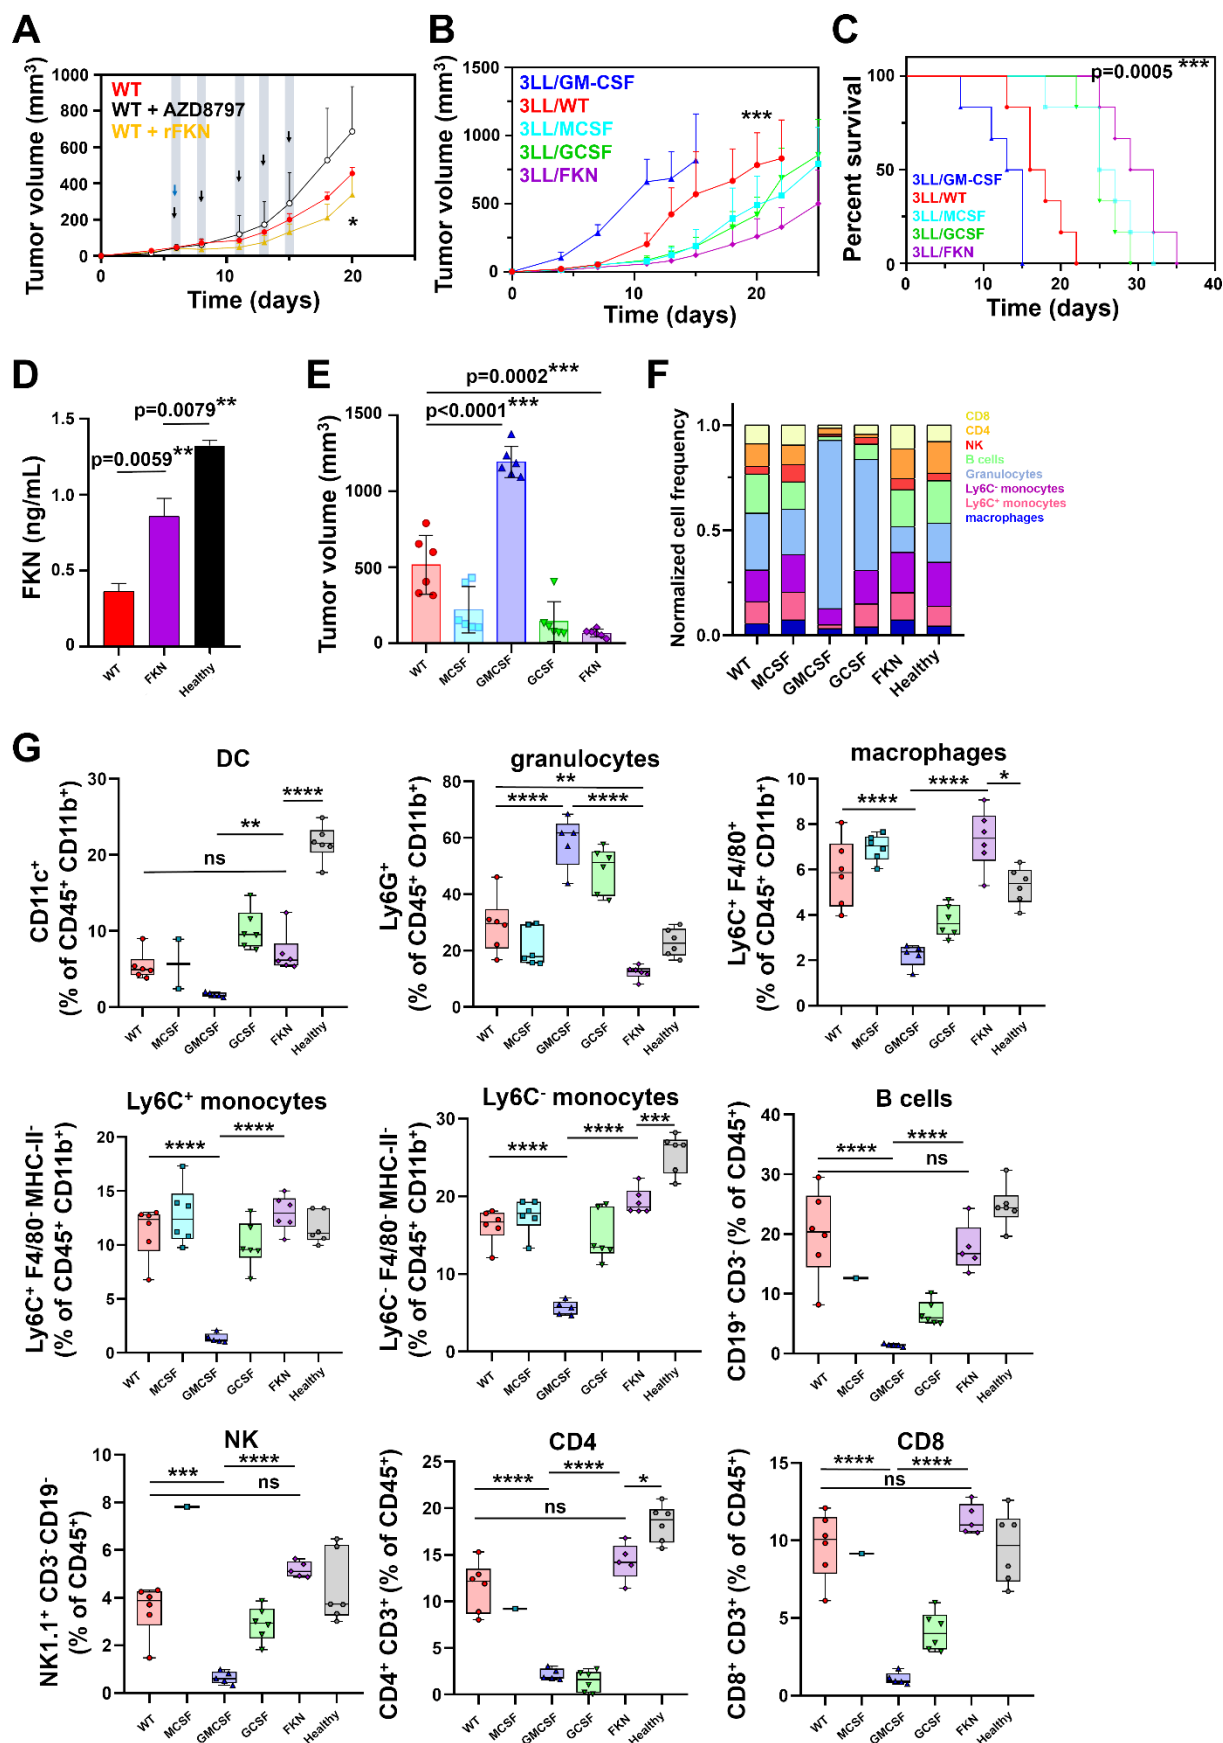 A
Tumor volume (mm³)
1000
800
600
400
200
0
WT
WT + AZD8797
WT + rFKN
*
0
10
20
Time (days)
B
Tumor volume (mm³)
1500
1000
500
0
3LL/GM-CSF
3LL/WT
3LL/MCSF
3LL/GCSF
3LL/FKN
***
0
10
20
Time (days)
C
Percent survival
100
50
0
p=0.0005 ***
3LL/GM-CSF
3LL/WT
3LL/MCSF
3LL/GCSF
3LL/FKN
0
10
20
30
40
Time (days)
D
FKN (ng/mL)
1.5
1.0
0.5
0
p=0.0079**
p=0.0059**
WT
FKN
Healthy
E
Tumor volume (mm³)
1500
1000
500
0
p=0.0002***
p<0.0001***
WT
MCSF
GMCSF
GCSF
FKN
F
Normalized cell frequency
1.0
0.5
0.0
WT
MCSF
GMCSF
GCSF
FKN
Healthy
CD8
CD4
NK
B cells
Granulocytes
Ly6C⁻ monocytes
Ly6C⁺ monocytes
macrophages
G
DC
CD11c⁺
(% of CD45⁺ CD11b⁺)
30
20
10
0
****
**
ns
WT
MCSF
GMCSF
GCSF
FKN
Healthy
granulocytes
Ly6G⁺
(% of CD45⁺ CD11b⁺)
80
60
40
20
0
**
**** ****
WT
MCSF
GMCSF
GCSF
FKN
Healthy
macrophages
Ly6C⁺ F4/80⁺
(% of CD45⁺ CD11b⁺)
10
8
6
4
2
0
**** **** *
WT
MCSF
GMCSF
GCSF
FKN
Healthy
Ly6C⁺ monocytes
Ly6C⁺ F4/80⁻ MHC-II⁻
(% of CD45⁺ CD11b⁺)
20
15
10
5
0
**** ****
WT
MCSF
GMCSF
GCSF
FKN
Healthy
Ly6C⁻ monocytes
Ly6C⁻ F4/80⁻ MHC-II⁻
(% of CD45⁺ CD11b⁺)
30
20
10
0
**** **** ***
WT
MCSF
GMCSF
GCSF
FKN
Healthy
B cells
CD19⁺ CD3⁻ (% of CD45⁺)
40
30
20
10
0
**** ****
ns
WT
MCSF
GMCSF
GCSF
FKN
Healthy
NK
NK1.1⁺ CD3⁻ CD19⁻
(% of CD45⁺)
10
8
6
4
2
0
*** ****
ns
WT
MCSF
GMCSF
GCSF
FKN
Healthy
CD4
CD4⁺ CD3⁺ (% of CD45⁺)
25
20
15
10
5
0
**** **** *
ns
WT
MCSF
GMCSF
GCSF
FKN
Healthy
CD8
CD8⁺ CD3⁺ (% of CD45⁺)
15
10
5
0
**** ****
ns
WT
MCSF
GMCSF
GCSF
FKN
Healthy